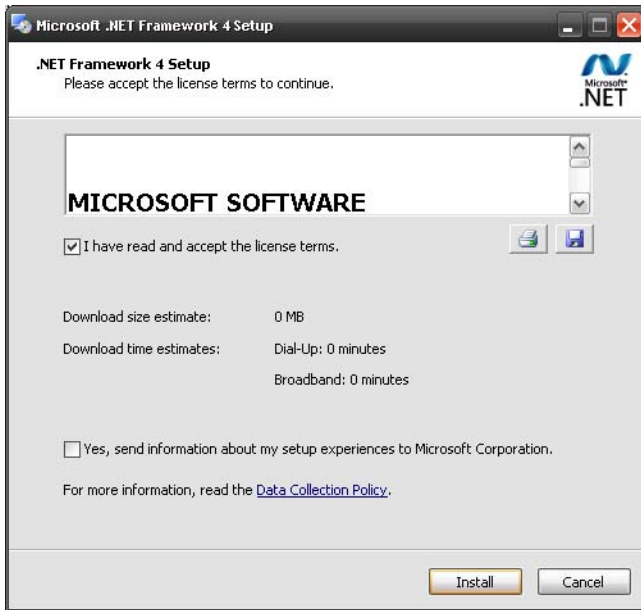 Microsoft .NET Framework 4 Setup
.NET Framework 4 Setup
Please accept the license terms to continue.
Microsoft®
.NET
MICROSOFT SOFTWARE
I have read and accept the license terms.
Download size estimate: 0 MB
Download time estimates: Dial-Up: 0 minutes
Broadband: 0 minutes
Yes, send information about my setup experiences to Microsoft Corporation.
For more information, read the Data Collection Policy.
Install Cancel